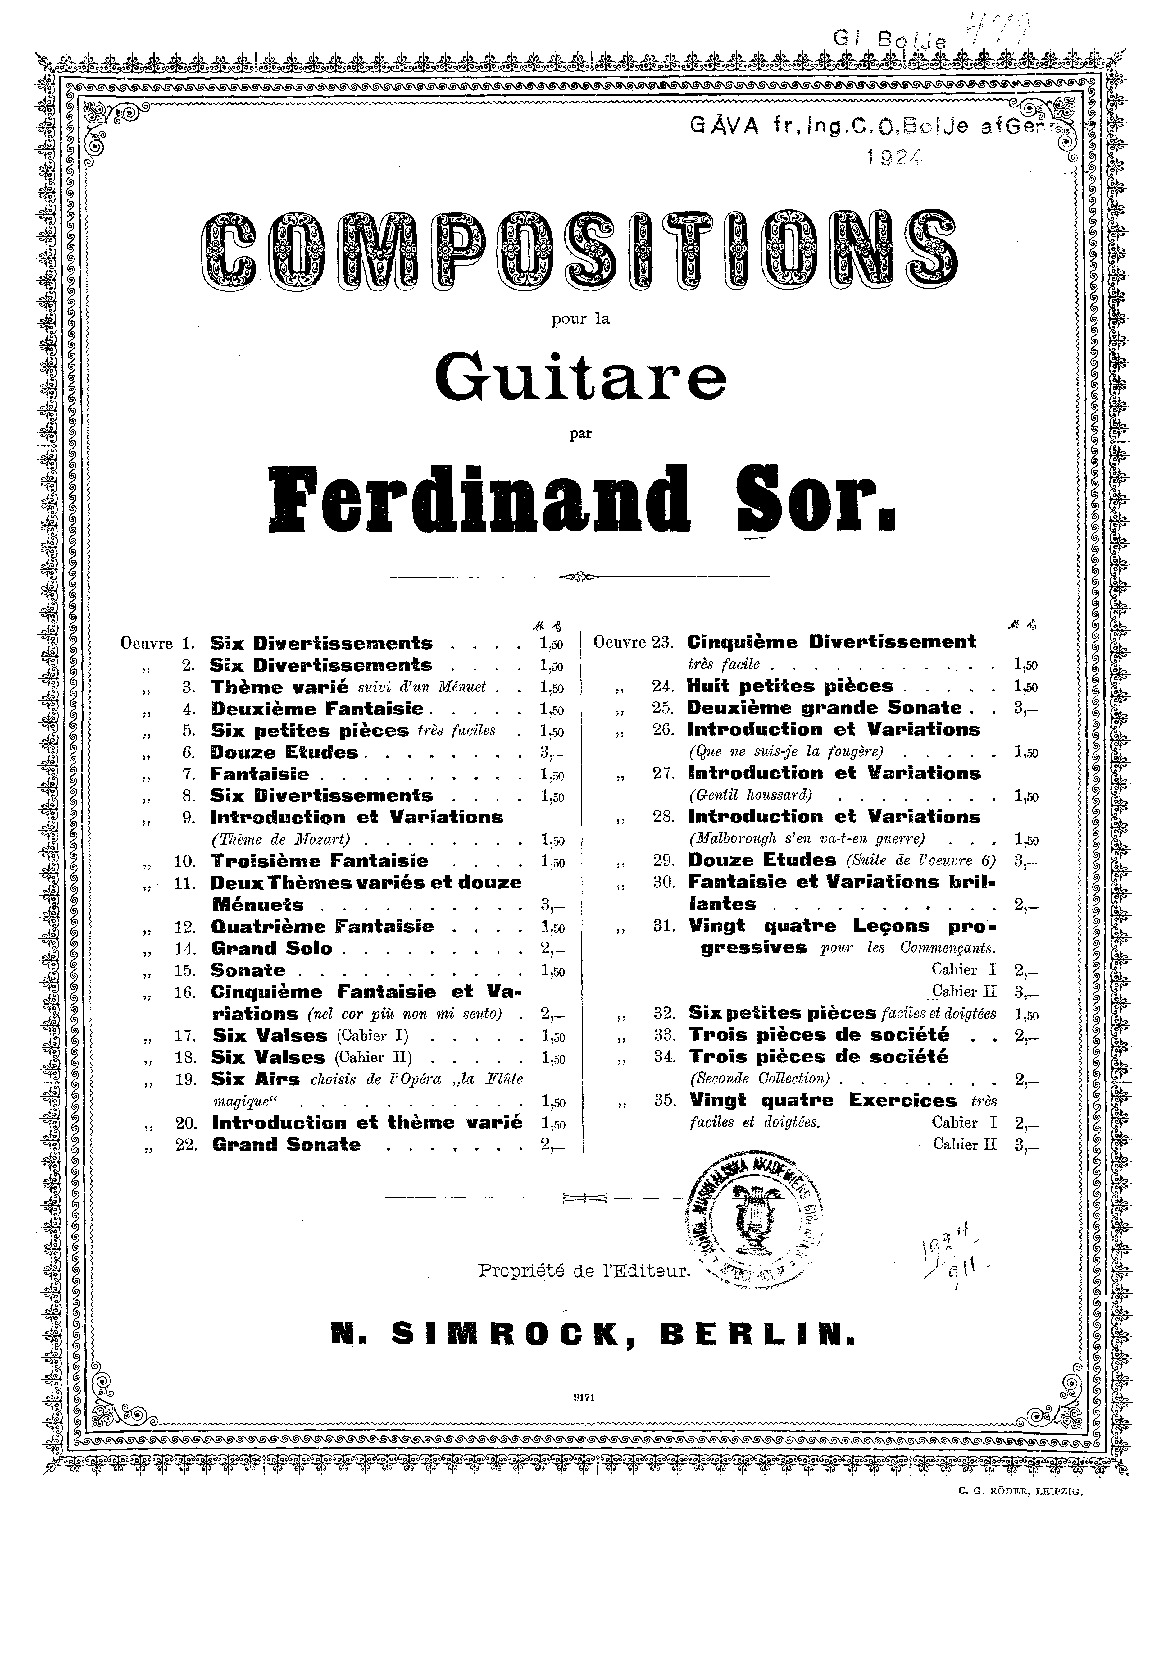 Gl Bolje 479
GÅVA fr, Ing. C. O. Bolje af Gen
1924
COMPOSITIONS
pour la
Guitare
par
Ferdinand Sor.
ℳ ₰
Oeuvre 1. Six Divertissements . . . . 1,50
„ 2. Six Divertissements . . . . 1,50
„ 3. Thème varié suivi d'un Ménuet . . 1,50
„ 4. Deuxième Fantaisie . . . . . 1,50
„ 5. Six petites pièces très faciles . 1,50
„ 6. Douze Etudes . . . . . . . . 3,—
„ 7. Fantaisie . . . . . . . . . . 1,50
„ 8. Six Divertissements . . . . 1,50
„ 9. Introduction et Variations
(Thème de Mozart) . . . . . . . . 1,50
„ 10. Troisième Fantaisie . . . . 1,50
„ 11. Deux Thèmes variés et douze
Ménuets . . . . . . . . . . 3,—
„ 12. Quatrième Fantaisie . . . . 1,50
„ 14. Grand Solo . . . . . . . . . 2,—
„ 15. Sonate . . . . . . . . . . . 1,50
„ 16. Cinquième Fantaisie et Va-
riations (nel cor più non mi sento) . 2,—
„ 17. Six Valses (Cahier I) . . . . . 1,50
„ 18. Six Valses (Cahier II) . . . . . 1,50
„ 19. Six Airs choisis de l'Opéra „la Flûte
magique“ . . . . . . . . . . . 1,50
„ 20. Introduction et thème varié 1,50
„ 22. Grand Sonate . . . . . . . 2,—
ℳ ₰
Oeuvre 23. Cinquième Divertissement
très facile . . . . . . . . . . . . 1,50
„ 24. Huit petites pièces . . . . . 1,50
„ 25. Deuxième grande Sonate . . 3,—
„ 26. Introduction et Variations
(Que ne suis-je la fougère) . . . . . 1,50
„ 27. Introduction et Variations
(Gentil houssard) . . . . . . . . 1,50
„ 28. Introduction et Variations
(Malborough s'en va-t-en guerre) . . . 1,50
„ 29. Douze Etudes (Suite de l'oeuvre 6) 3,—
„ 30. Fantaisie et Variations bril-
lantes . . . . . . . . . . . 2,—
„ 31. Vingt quatre Leçons pro-
gressives pour les Commençants.
Cahier I 2,—
Cahier II 3,—
„ 32. Six petites pièces faciles et doigtées 1,50
„ 33. Trois pièces de société . . 2,—
„ 34. Trois pièces de société
(Seconde Collection) . . . . . . . . 2,—
„ 35. Vingt quatre Exercices très
faciles et doigtées. Cahier I 2,—
Cahier II 3,—
Propriété de l'Editeur.
N. SIMROCK, BERLIN.
9171
C. G. RÖDER, LEIPZIG.